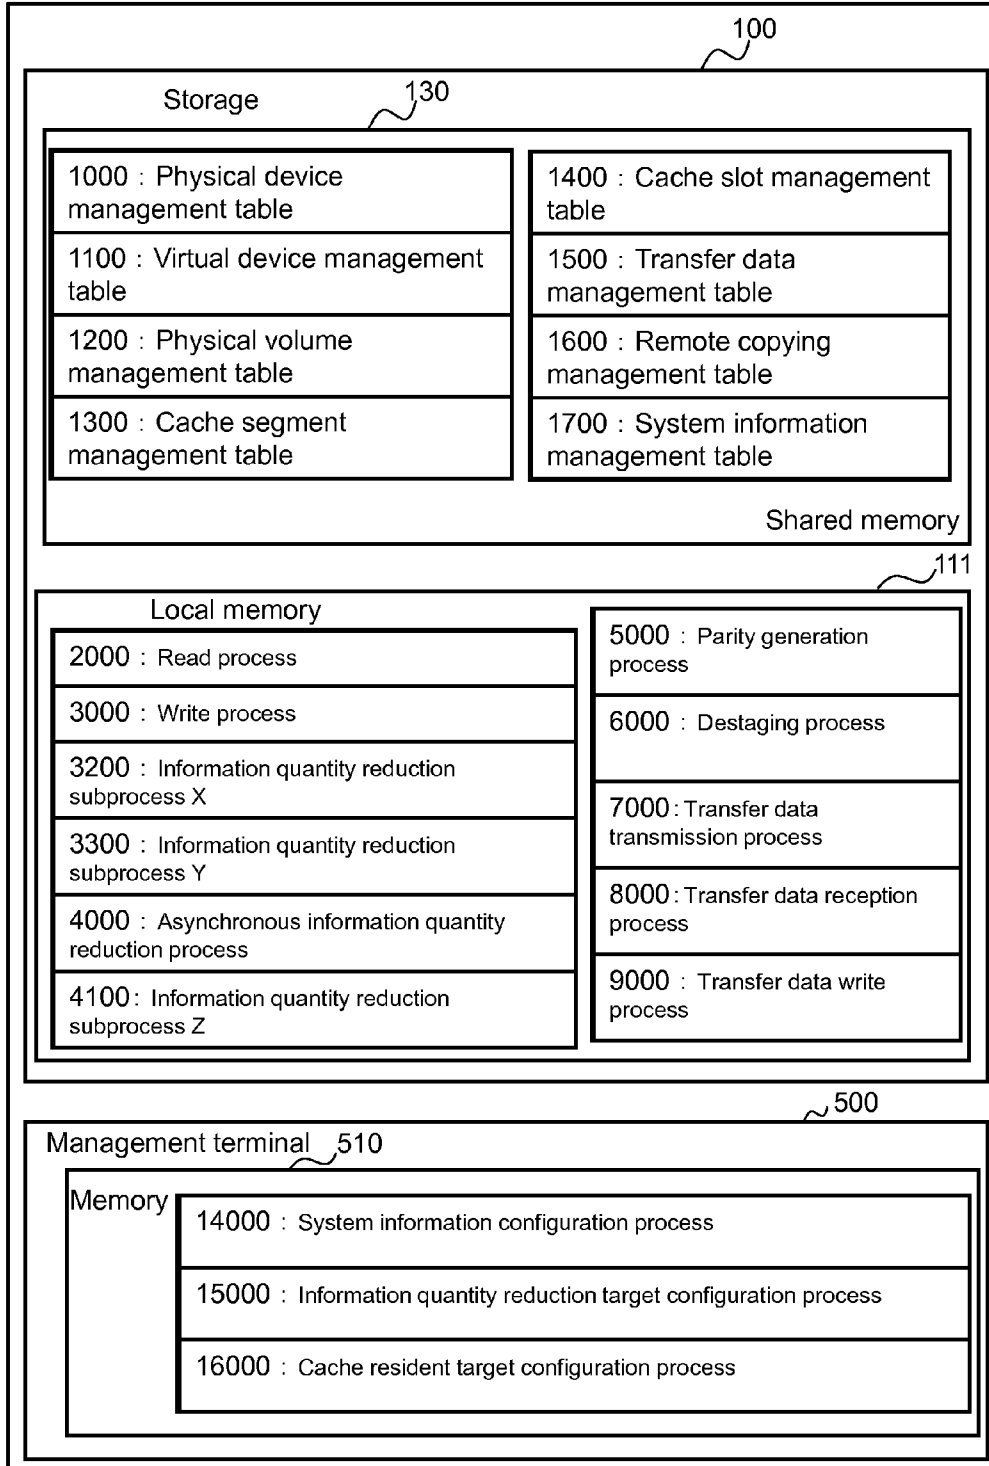 100
Storage
130
1000 : Physical device
management table
1100 : Virtual device management
table
1200 : Physical volume
management table
1300 : Cache segment
management table
1400 : Cache slot management
table
1500 : Transfer data
management table
1600 : Remote copying
management table
1700 : System information
management table
Shared memory
111
Local memory
2000 : Read process
3000 : Write process
3200 : Information quantity reduction
subprocess X
3300 : Information quantity reduction
subprocess Y
4000 : Asynchronous information quantity
reduction process
4100: Information quantity reduction
subprocess Z
5000 : Parity generation
process
6000 : Destaging process
7000: Transfer data
transmission process
8000: Transfer data reception
process
9000 : Transfer data write
process
500
Management terminal
510
Memory
14000 : System information configuration process
15000 : Information quantity reduction target configuration process
16000 : Cache resident target configuration process